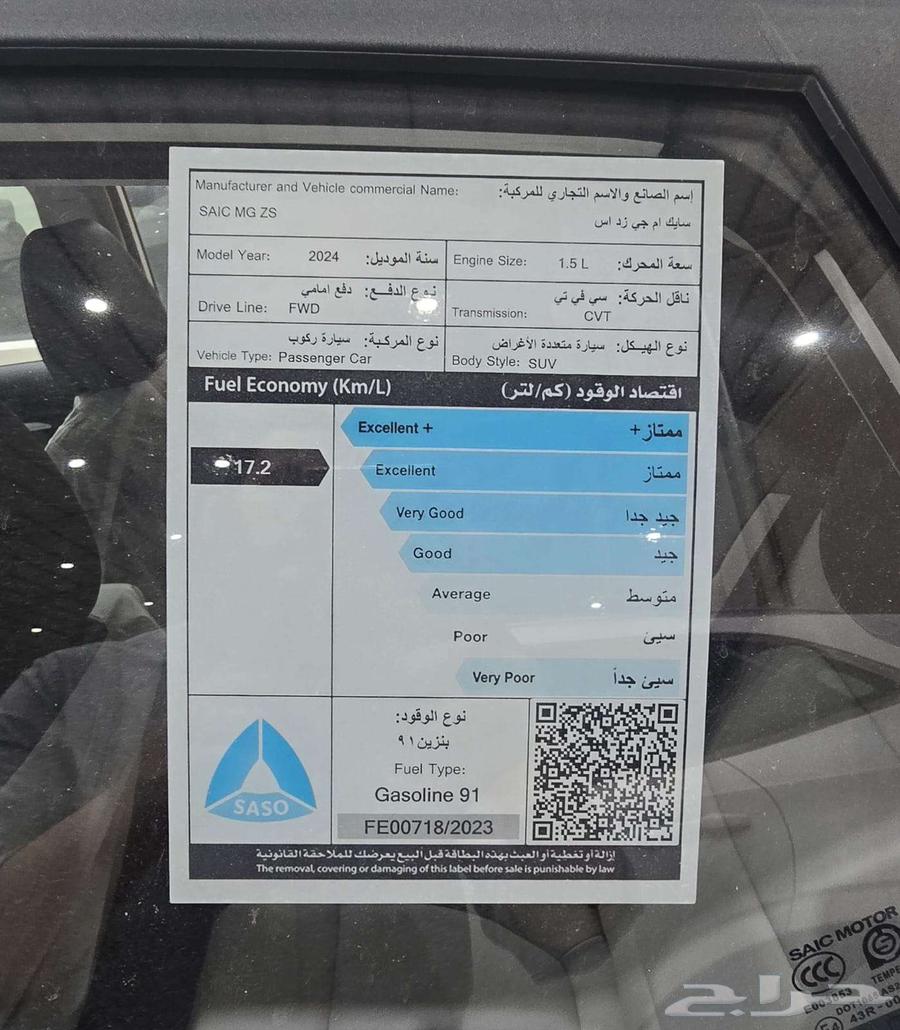 Manufacturer and Vehicle commercial Name: إسم الصانع والاسم التجاري للمركبة:
SAIC MG ZS سايك ام جي زد اس
Model Year: 2024 سنة الموديل: Engine Size: 1.5 L سعة المحرك:
نوع الدفع: دفع امامي
Drive Line: FWD
ناقل الحركة: سي في تي
Transmission: CVT
نوع المركبة: سيارة ركوب
Vehicle Type: Passenger Car
نوع الهيكل: سيارة متعددة الأغراض
Body Style: SUV
Fuel Economy (Km/L) اقتصاد الوقود (كم/لتر)
Excellent + ممتاز+
17.2
Excellent ممتاز
Very Good جيد جدا
Good جيد
Average متوسط
Poor سيئ
Very Poor سيئ جداً
SASO
نوع الوقود:
بنزين ٩١
Fuel Type:
Gasoline 91
FE00718/2023
إزالة أو تغطية أو العبث بهذه البطاقة قبل البيع يعرضك للملاحقة القانونية
The removal, covering or damaging of this label before sale is punishable by law
SAIC MOTOR
CCC
حراج